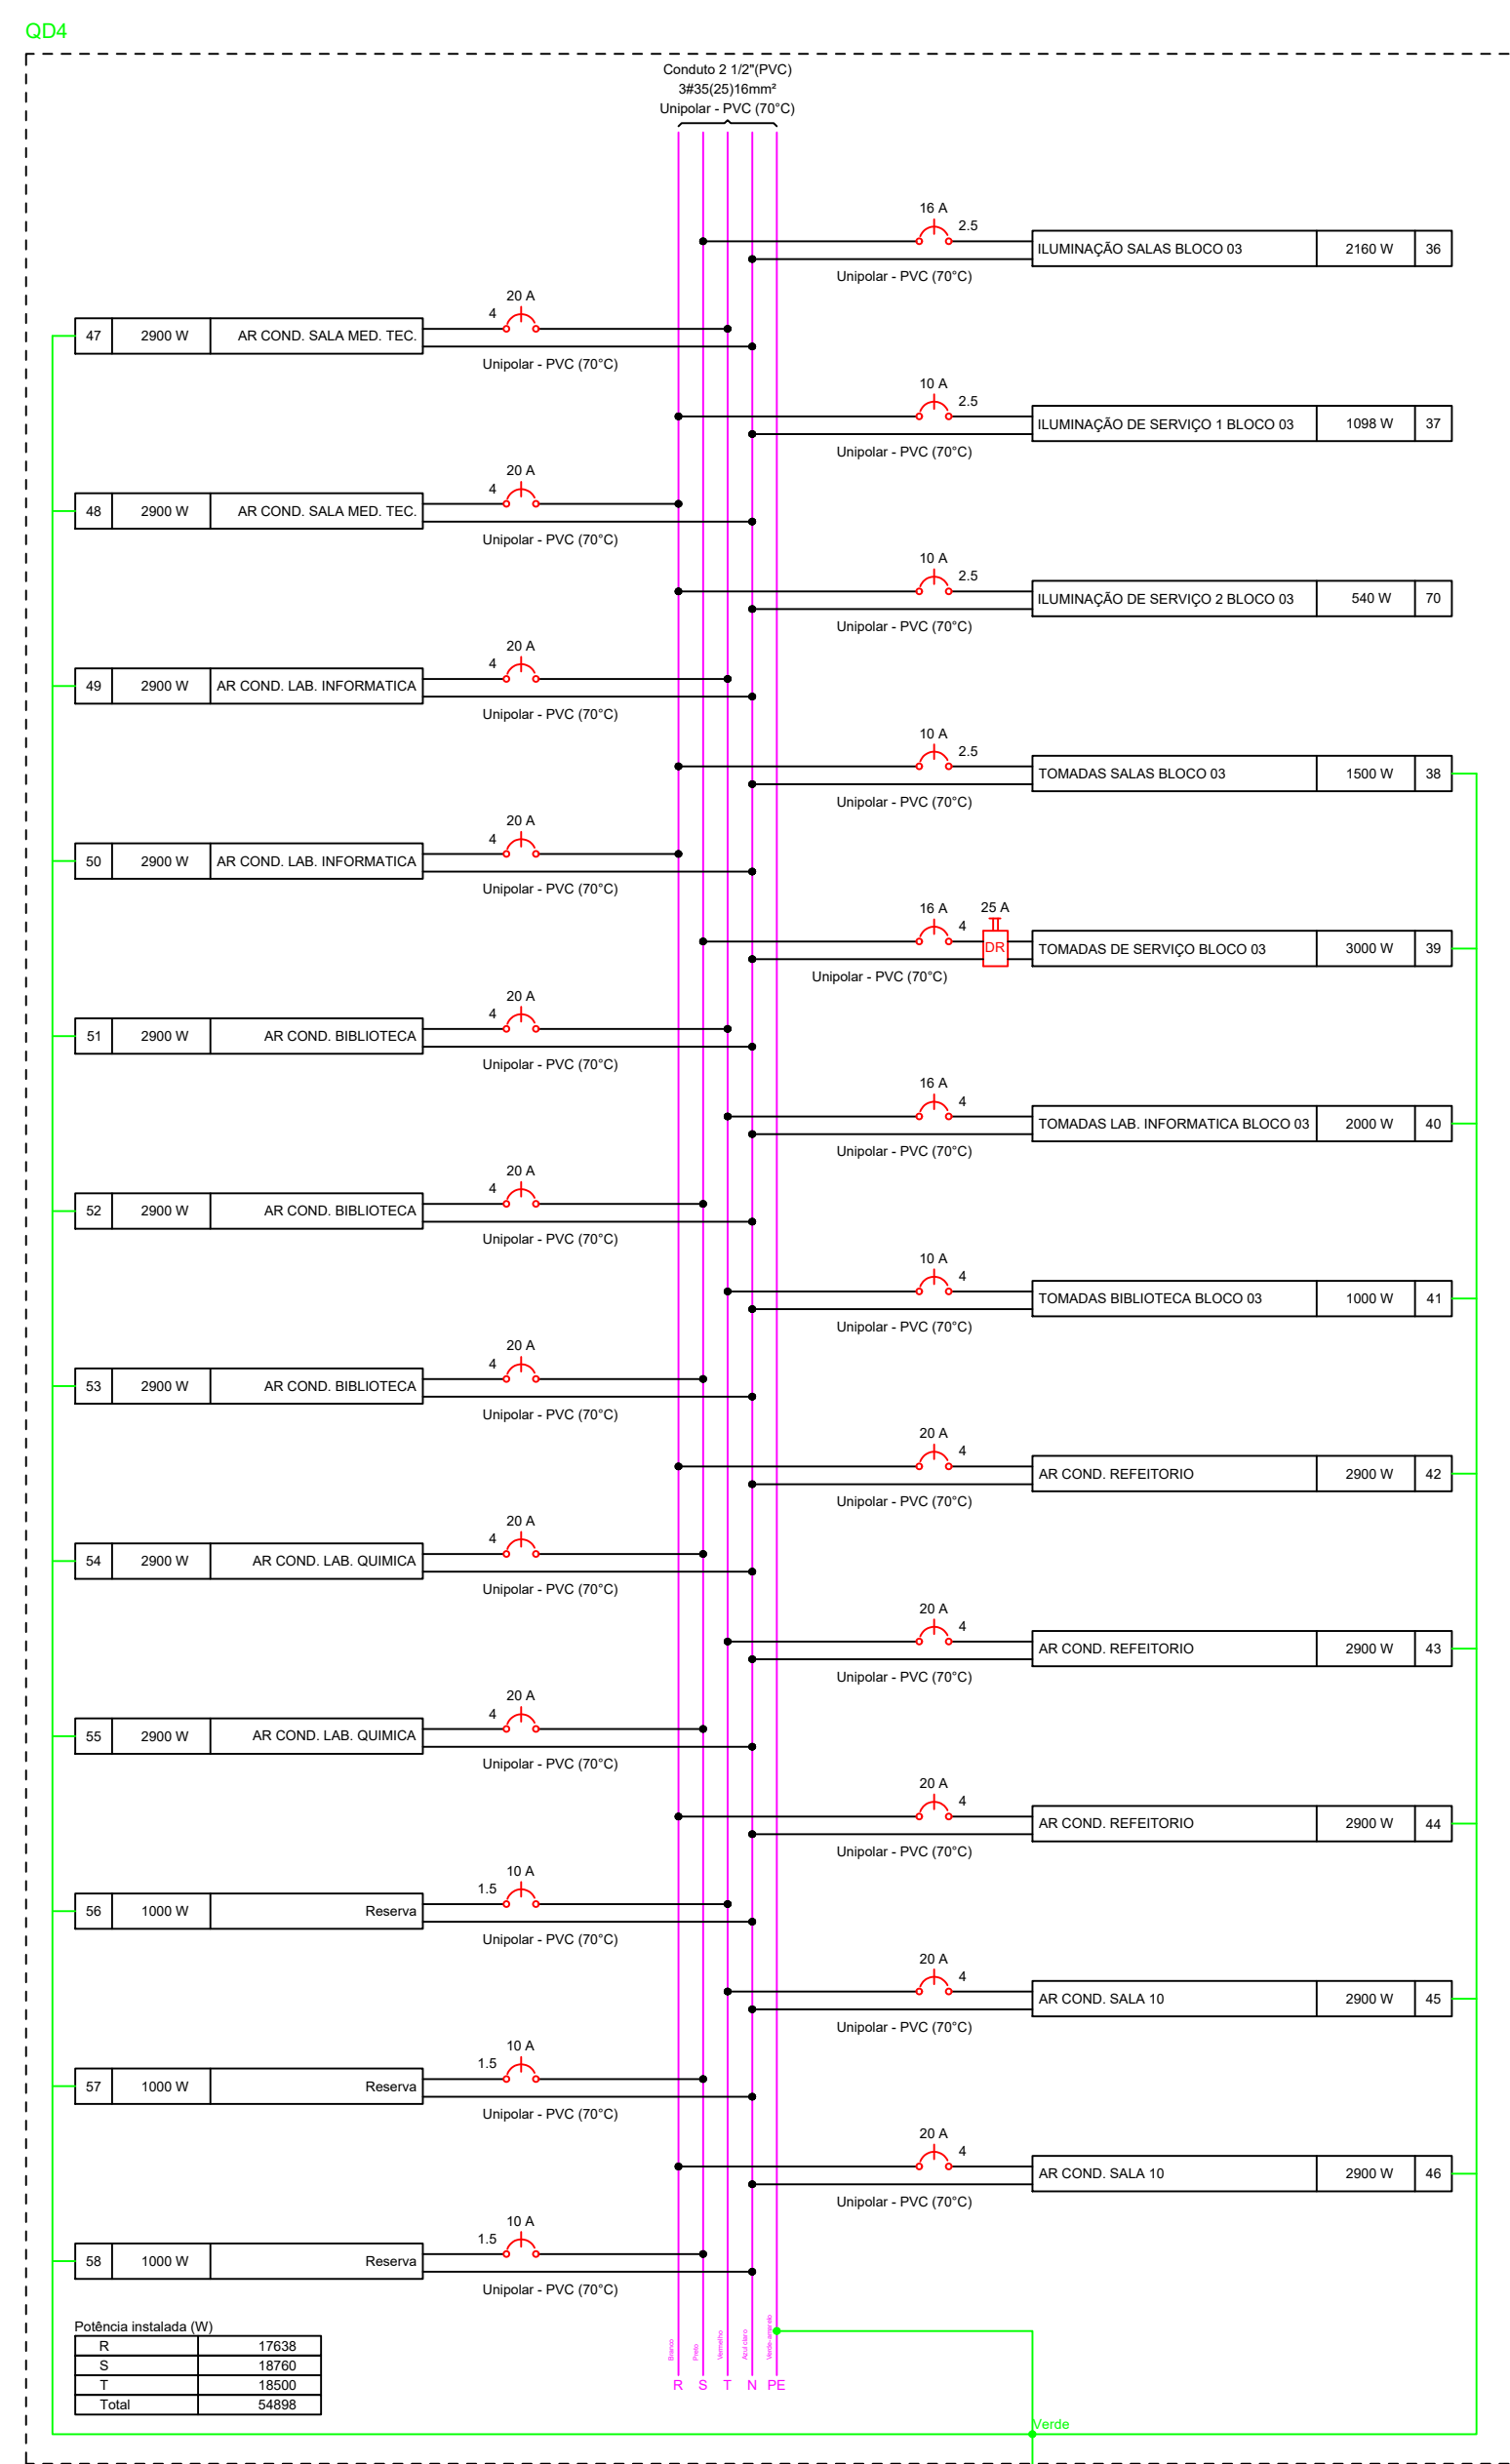 QD4
Conduto 2 1/2"(PVC)
3#35(25)16mm²
Unipolar - PVC (70°C)
16 A
2.5
ILUMINAÇÃO SALAS BLOCO 03 2160 W 36
Unipolar - PVC (70°C)
20 A
4
47 2900 W AR COND. SALA MED. TEC.
Unipolar - PVC (70°C)
10 A
2.5
ILUMINAÇÃO DE SERVIÇO 1 BLOCO 03 1098 W 37
Unipolar - PVC (70°C)
20 A
4
48 2900 W AR COND. SALA MED. TEC.
Unipolar - PVC (70°C)
10 A
2.5
ILUMINAÇÃO DE SERVIÇO 2 BLOCO 03 540 W 70
Unipolar - PVC (70°C)
20 A
4
49 2900 W AR COND. LAB. INFORMATICA
Unipolar - PVC (70°C)
10 A
2.5
TOMADAS SALAS BLOCO 03 1500 W 38
Unipolar - PVC (70°C)
20 A
4
50 2900 W AR COND. LAB. INFORMATICA
Unipolar - PVC (70°C)
16 A 25 A
4
DR TOMADAS DE SERVIÇO BLOCO 03 3000 W 39
Unipolar - PVC (70°C)
20 A
4
51 2900 W AR COND. BIBLIOTECA
Unipolar - PVC (70°C)
16 A
4
TOMADAS LAB. INFORMATICA BLOCO 03 2000 W 40
Unipolar - PVC (70°C)
20 A
4
52 2900 W AR COND. BIBLIOTECA
Unipolar - PVC (70°C)
10 A
4
TOMADAS BIBLIOTECA BLOCO 03 1000 W 41
Unipolar - PVC (70°C)
20 A
4
53 2900 W AR COND. BIBLIOTECA
Unipolar - PVC (70°C)
20 A
4
AR COND. REFEITORIO 2900 W 42
Unipolar - PVC (70°C)
20 A
4
54 2900 W AR COND. LAB. QUIMICA
Unipolar - PVC (70°C)
20 A
4
AR COND. REFEITORIO 2900 W 43
Unipolar - PVC (70°C)
20 A
4
55 2900 W AR COND. LAB. QUIMICA
Unipolar - PVC (70°C)
20 A
4
AR COND. REFEITORIO 2900 W 44
Unipolar - PVC (70°C)
10 A
1.5
56 1000 W Reserva
Unipolar - PVC (70°C)
20 A
4
AR COND. SALA 10 2900 W 45
Unipolar - PVC (70°C)
10 A
1.5
57 1000 W Reserva
Unipolar - PVC (70°C)
20 A
4
AR COND. SALA 10 2900 W 46
Unipolar - PVC (70°C)
10 A
1.5
58 1000 W Reserva
Unipolar - PVC (70°C)
Potência instalada (W)
R 17638
S 18760
T 18500
Total 54898
Branco Preto Vermelho Azul claro Verde-amarelo
R S T N PE
Verde